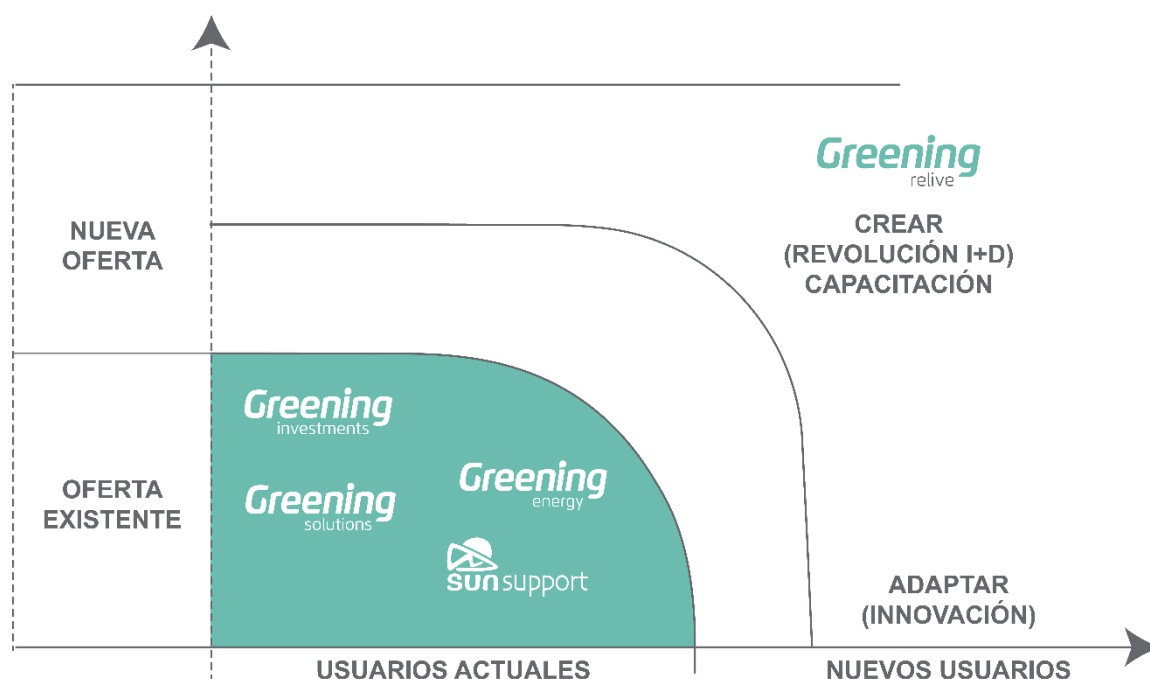 Greening
relive
NUEVA
OFERTA
CREAR
(REVOLUCIÓN I+D)
CAPACITACIÓN
Greening
investments
Greening
energy
Greening
solutions
OFERTA
EXISTENTE
sun support
ADAPTAR
(INNOVACIÓN)
USUARIOS ACTUALES
NUEVOS USUARIOS